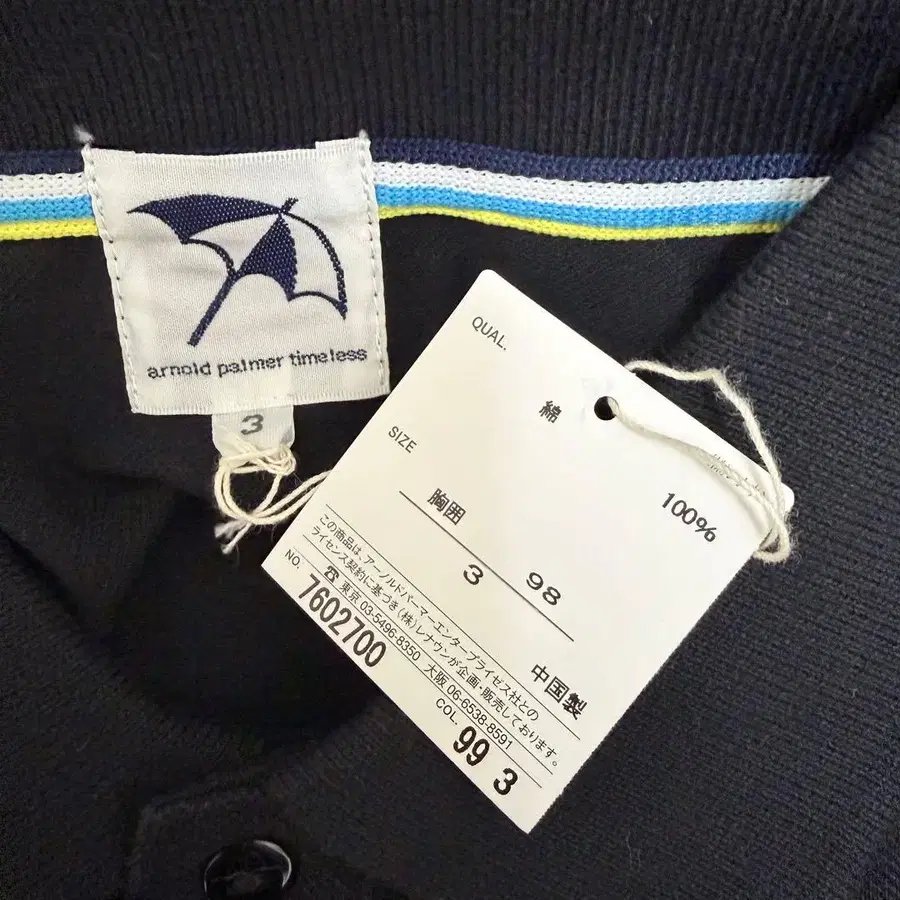 arnold palmer timeless
3
QUAL.
綿
100%
SIZE
胸囲
98
3
中国製
この商品は、アーノルドパーマーエンタープライゼス社との
ライセンス契約に基づき(株)レナウンが企画・販売しております。
☎東京 03-5496-8350 大阪 06-6538-8591
NO.
7602700
COL.
99 3